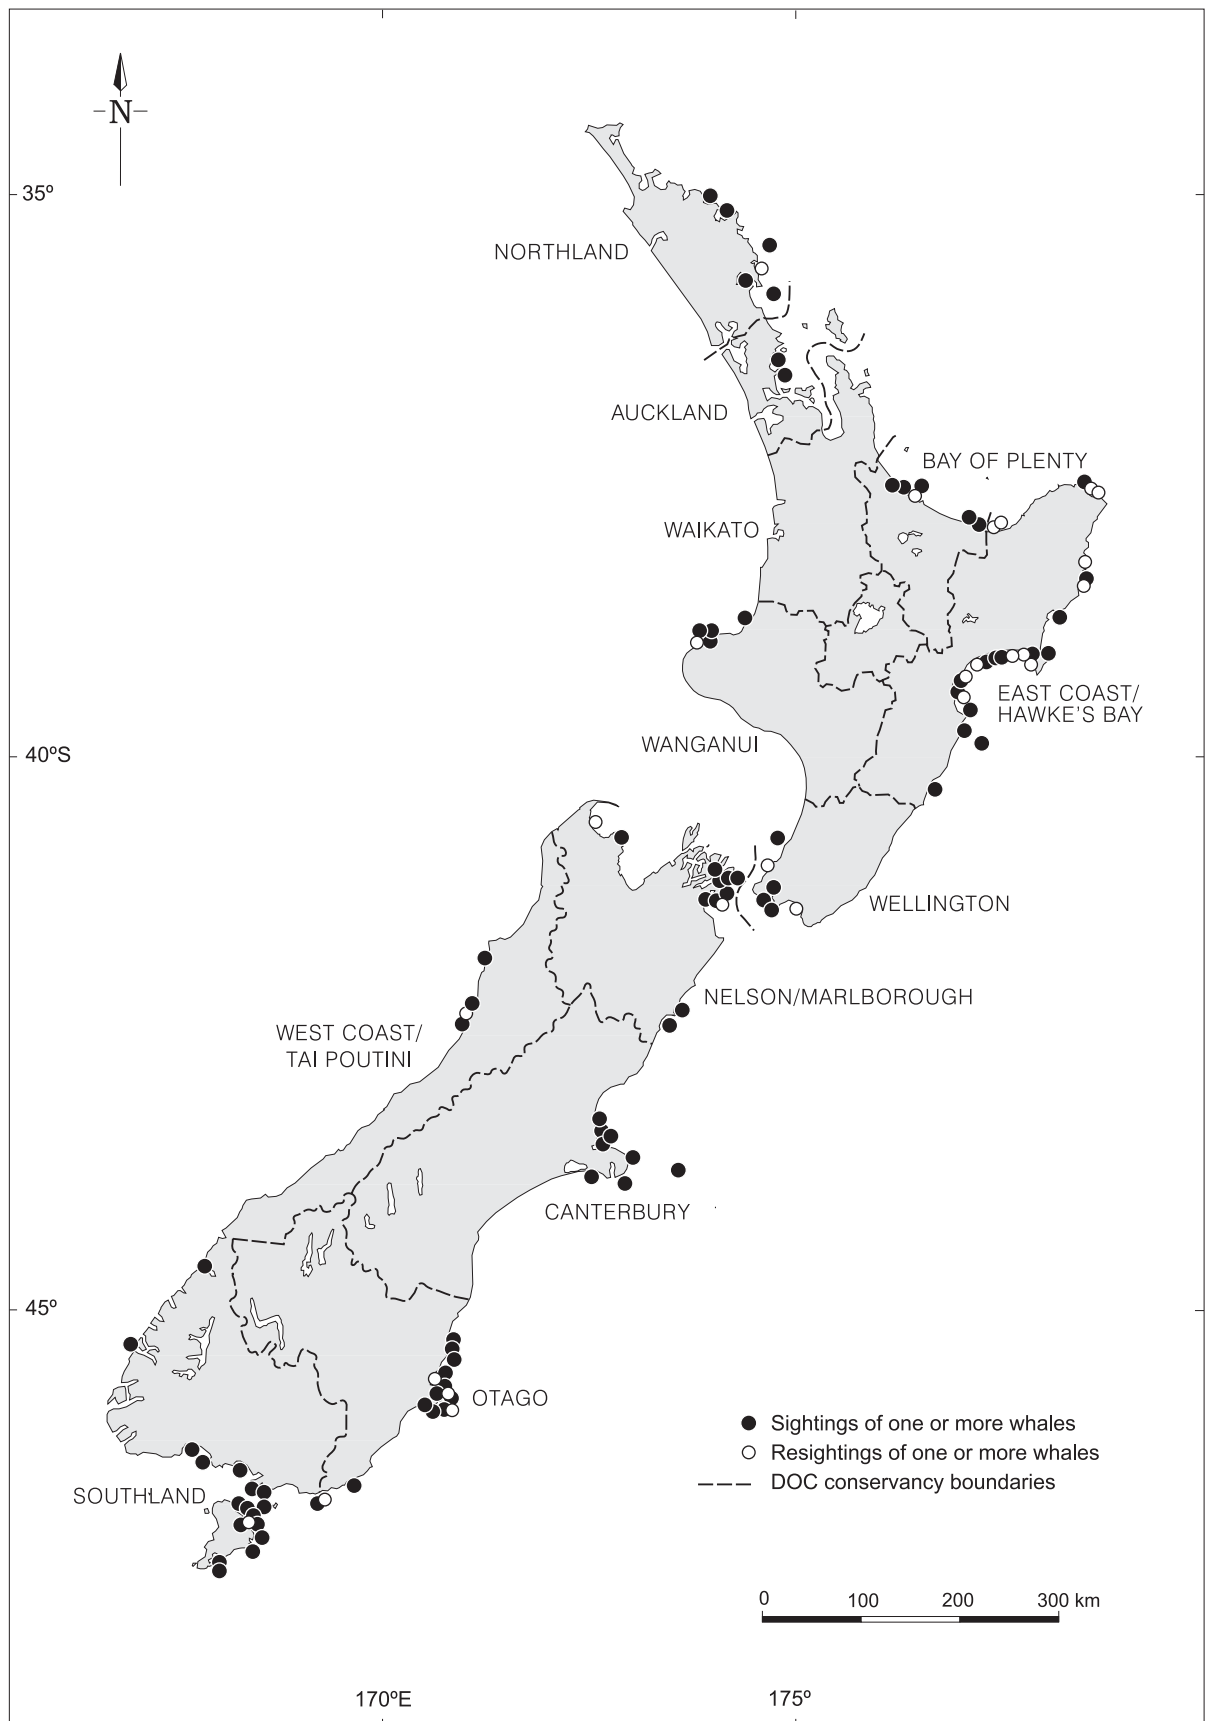 N
35º
NORTHLAND
AUCKLAND
BAY OF PLENTY
WAIKATO
EAST COAST/
HAWKE'S BAY
WANGANUI
40ºS
WELLINGTON
NELSON/MARLBOROUGH
WEST COAST/
TAI POUTINI
CANTERBURY
45º
OTAGO
Sightings of one or more whales
Resightings of one or more whales
DOC conservancy boundaries
SOUTHLAND
0 100 200 300 km
170ºE 175º